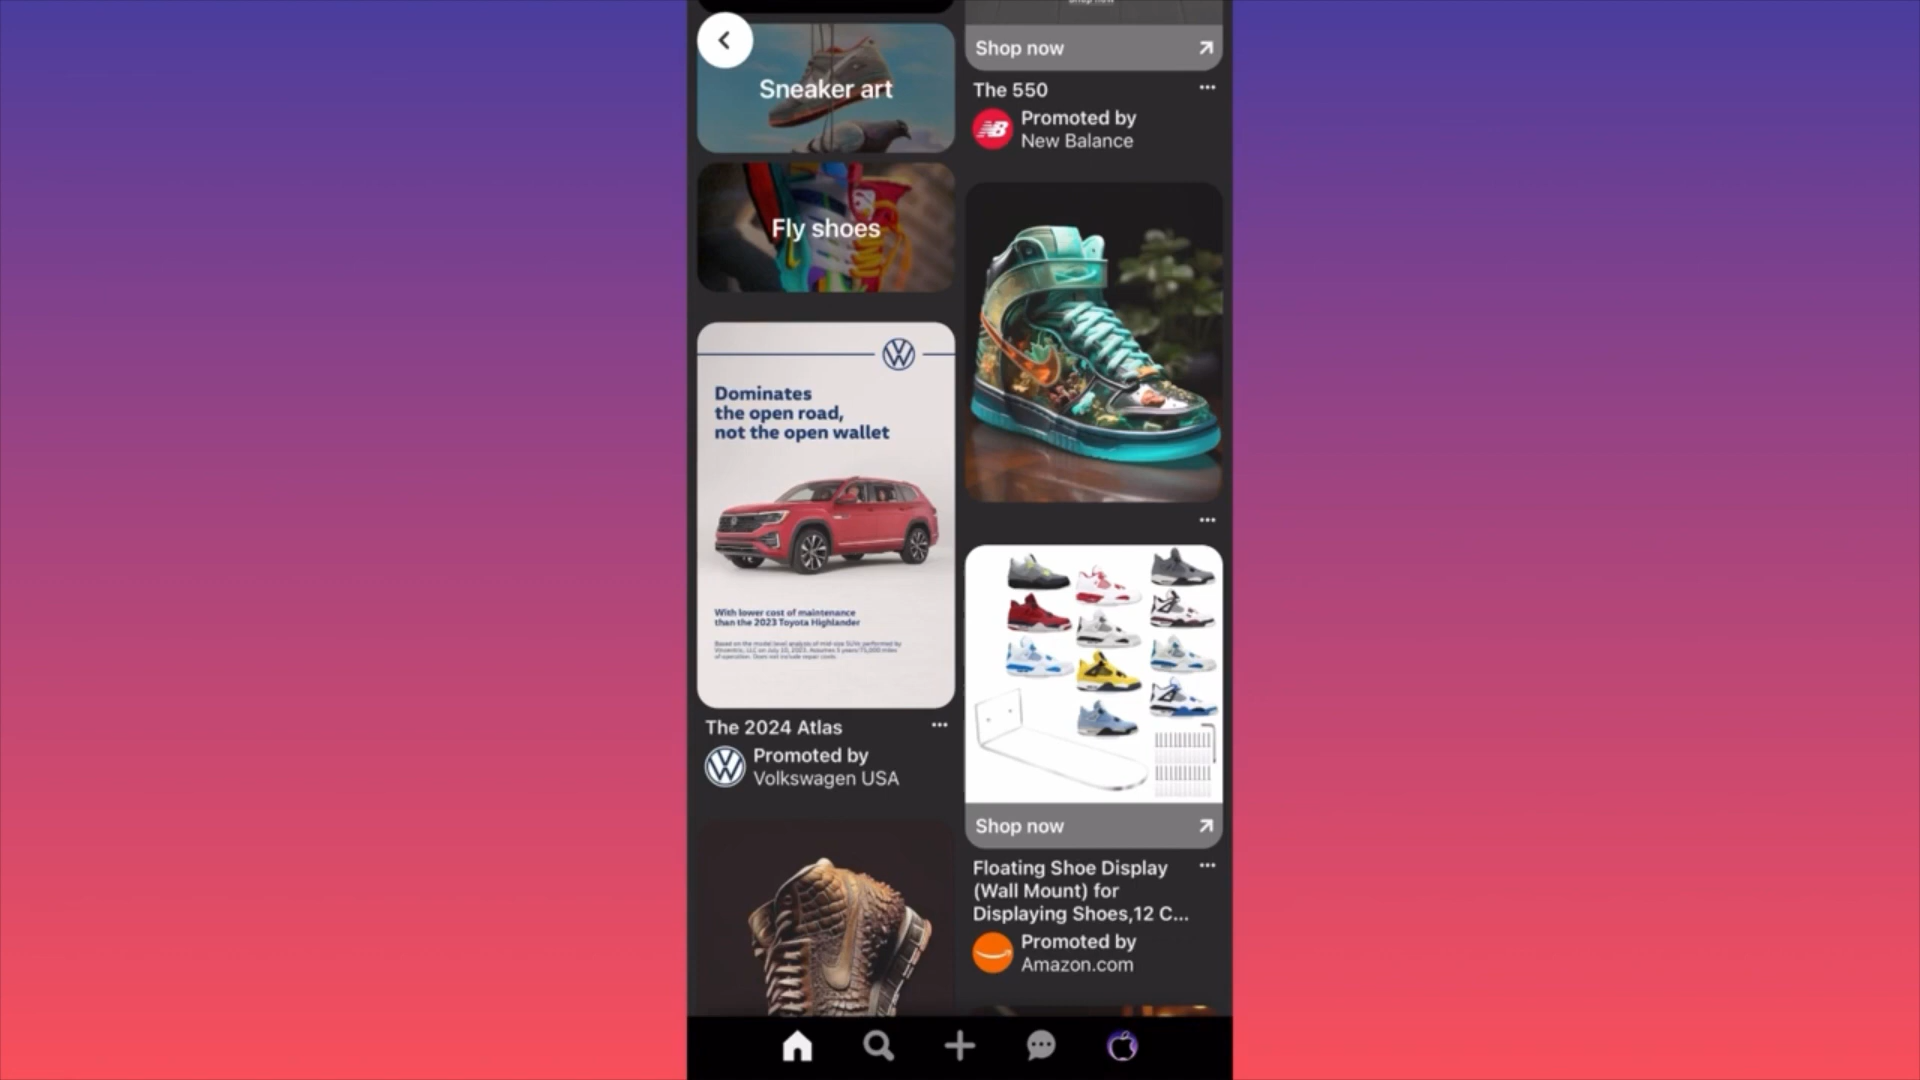 Sneaker art
Fly shoes
Dominates
the open road,
not the open wallet
With lower cost of maintenance
than the 2023 Toyota Highlander
The 2024 Atlas
Promoted by
Volkswagen USA
Shop now
The 550
Promoted by
New Balance
Shop now
Floating Shoe Display
(Wall Mount) for
Displaying Shoes,12 C...
Promoted by
Amazon.com